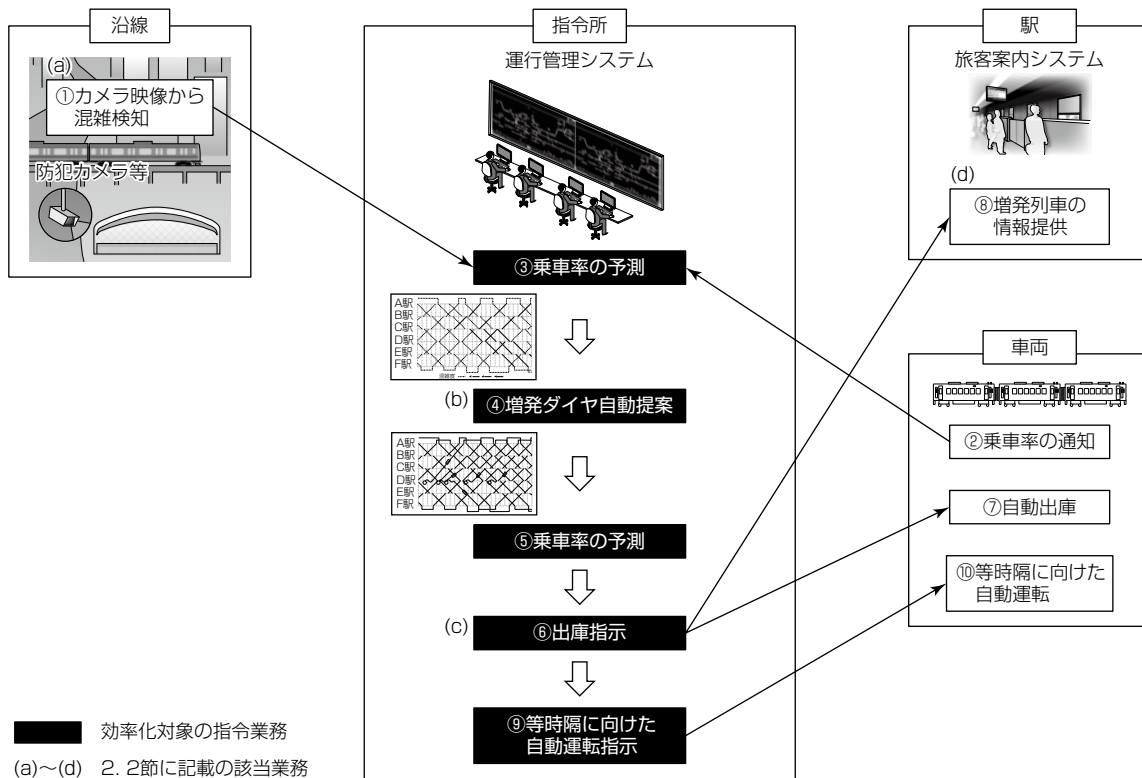 沿線
(a)
①カメラ映像から
混雑検知
防犯カメラ等
指令所
運行管理システム
③乗車率の予測
A駅
B駅
C駅
D駅
E駅
F駅
混雑度
(b)
④増発ダイヤ自動提案
A駅
B駅
C駅
D駅
E駅
F駅
⑤乗車率の予測
(c)
⑥出庫指示
⑨等時隔に向けた
自動運転指示
駅
旅客案内システム
(d)
⑧増発列車の
情報提供
車両
②乗車率の通知
⑦自動出庫
⑩等時隔に向けた
自動運転
効率化対象の指令業務
(a)～(d) 2. 2節に記載の該当業務